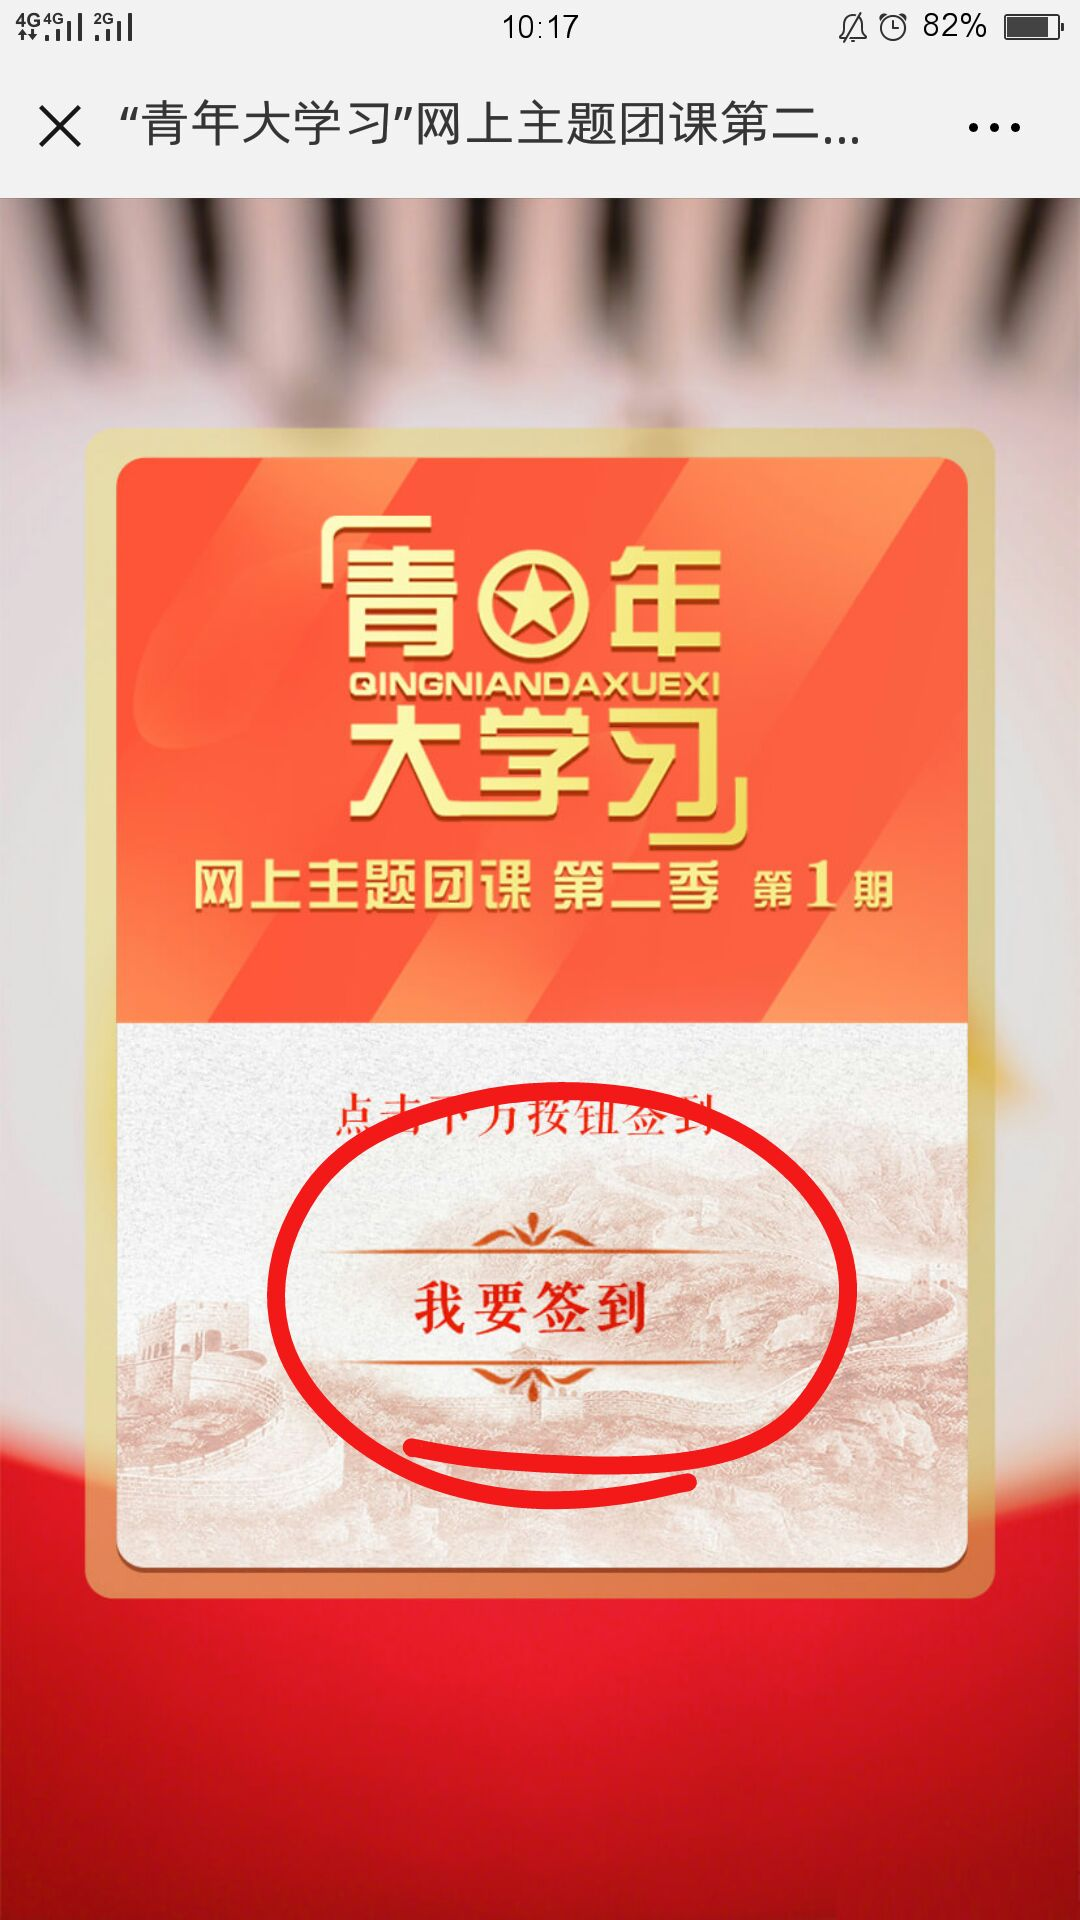 4G 4G 2G 10:17 82%
“青年大学习”网上主题团课第二...
青年
QINGNIANDAXUEXI
大学习
网上主题团课 第二季 第1期
点击下方按钮签到
我要签到